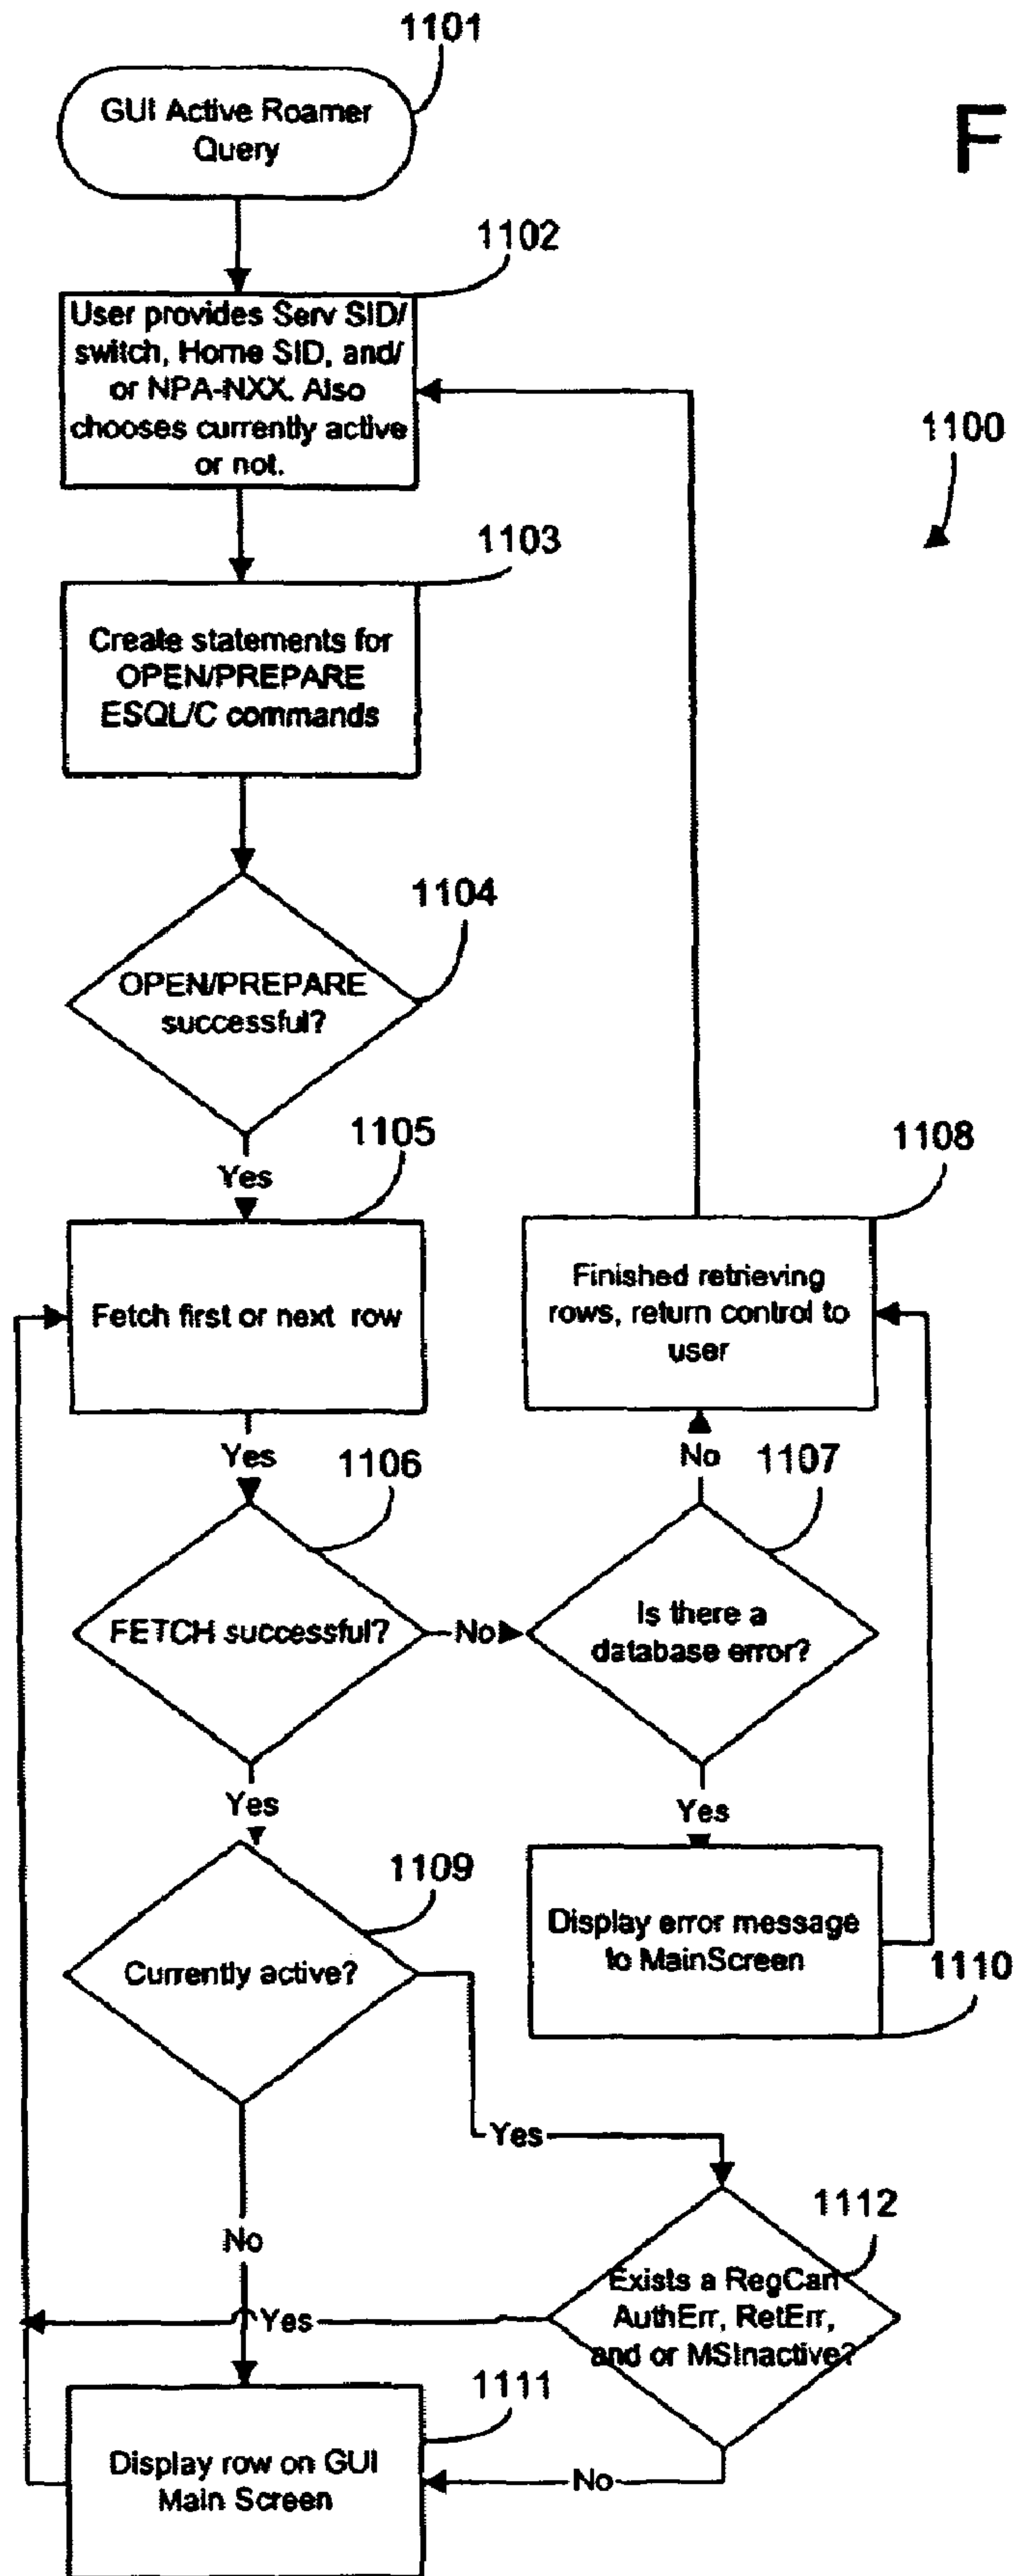 1101
GUI Active Roamer
Query
F
1102
User provides Serv SID/
switch, Home SID, and/
or NPA-NXX. Also
chooses currently active
or not.
1100
1103
Create statements for
OPEN/PREPARE
ESQL/C commands
1104
OPEN/PREPARE
successful?
Yes
1105
Fetch first or next row
1108
Finished retrieving
rows, return control to
user
Yes
1106
FETCH successful?
No
No
1107
Is there a
database error?
Yes
Yes
1109
Currently active?
Display error message
to MainScreen
1110
Yes
No
1112
Exists a RegCan
AuthErr, RetErr,
and or MSInactive?
Yes
1111
Display row on GUI
Main Screen
No